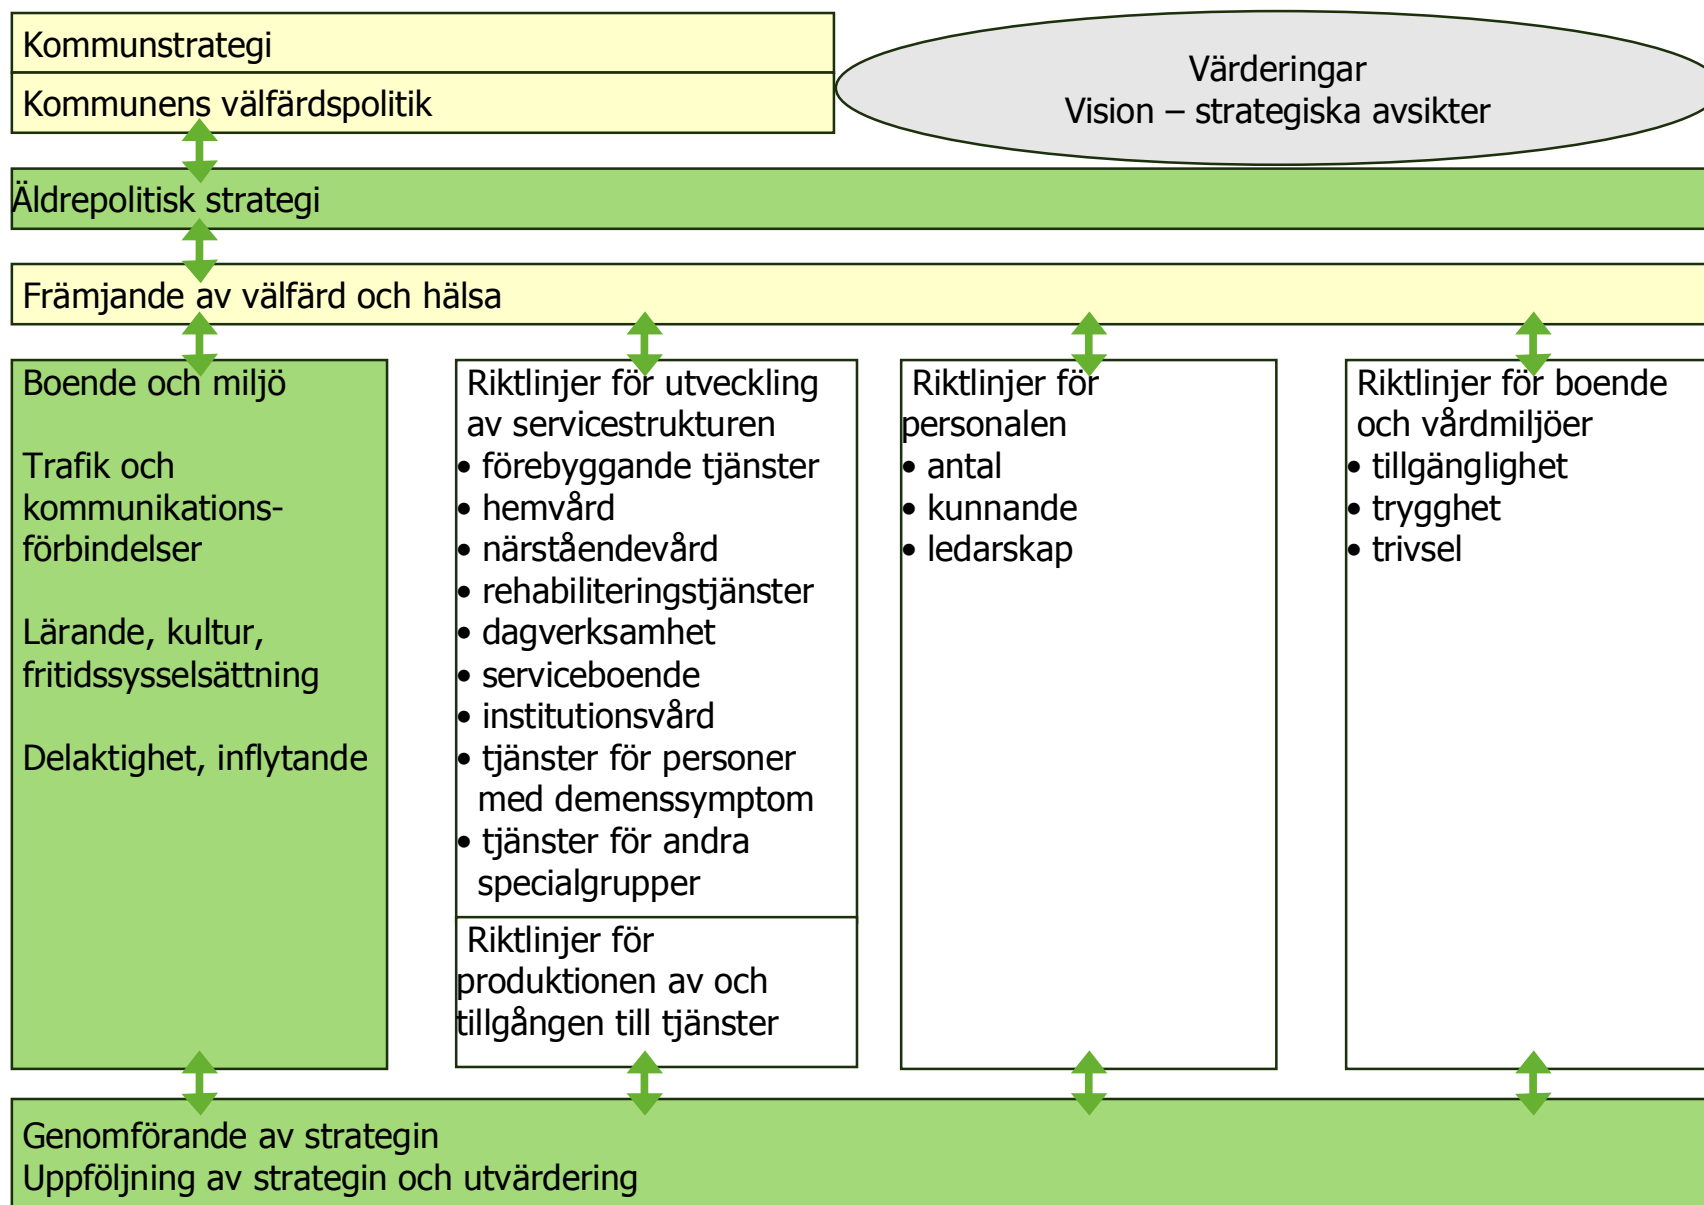 Kommunstrategi
Kommunens välfärdspolitik
Värderingar
Vision – strategiska avsikter
Äldrepolitisk strategi
Främjande av välfärd och hälsa
Boende och miljö
Trafik och
kommunikations-
förbindelser
Lärande, kultur,
fritidssysselsättning
Delaktighet, inflytande
Riktlinjer för utveckling
av servicestrukturen
• förebyggande tjänster
• hemvård
• närståendevård
• rehabiliteringstjänster
• dagverksamhet
• serviceboende
• institutionsvård
• tjänster för personer
med demenssymptom
• tjänster för andra
specialgrupper
Riktlinjer för
produktionen av och
tillgången till tjänster
Riktlinjer för
personalen
• antal
• kunnande
• ledarskap
Riktlinjer för boende
och vårdmiljöer
• tillgänglighet
• trygghet
• trivsel
Genomförande av strategin
Uppföljning av strategin och utvärdering